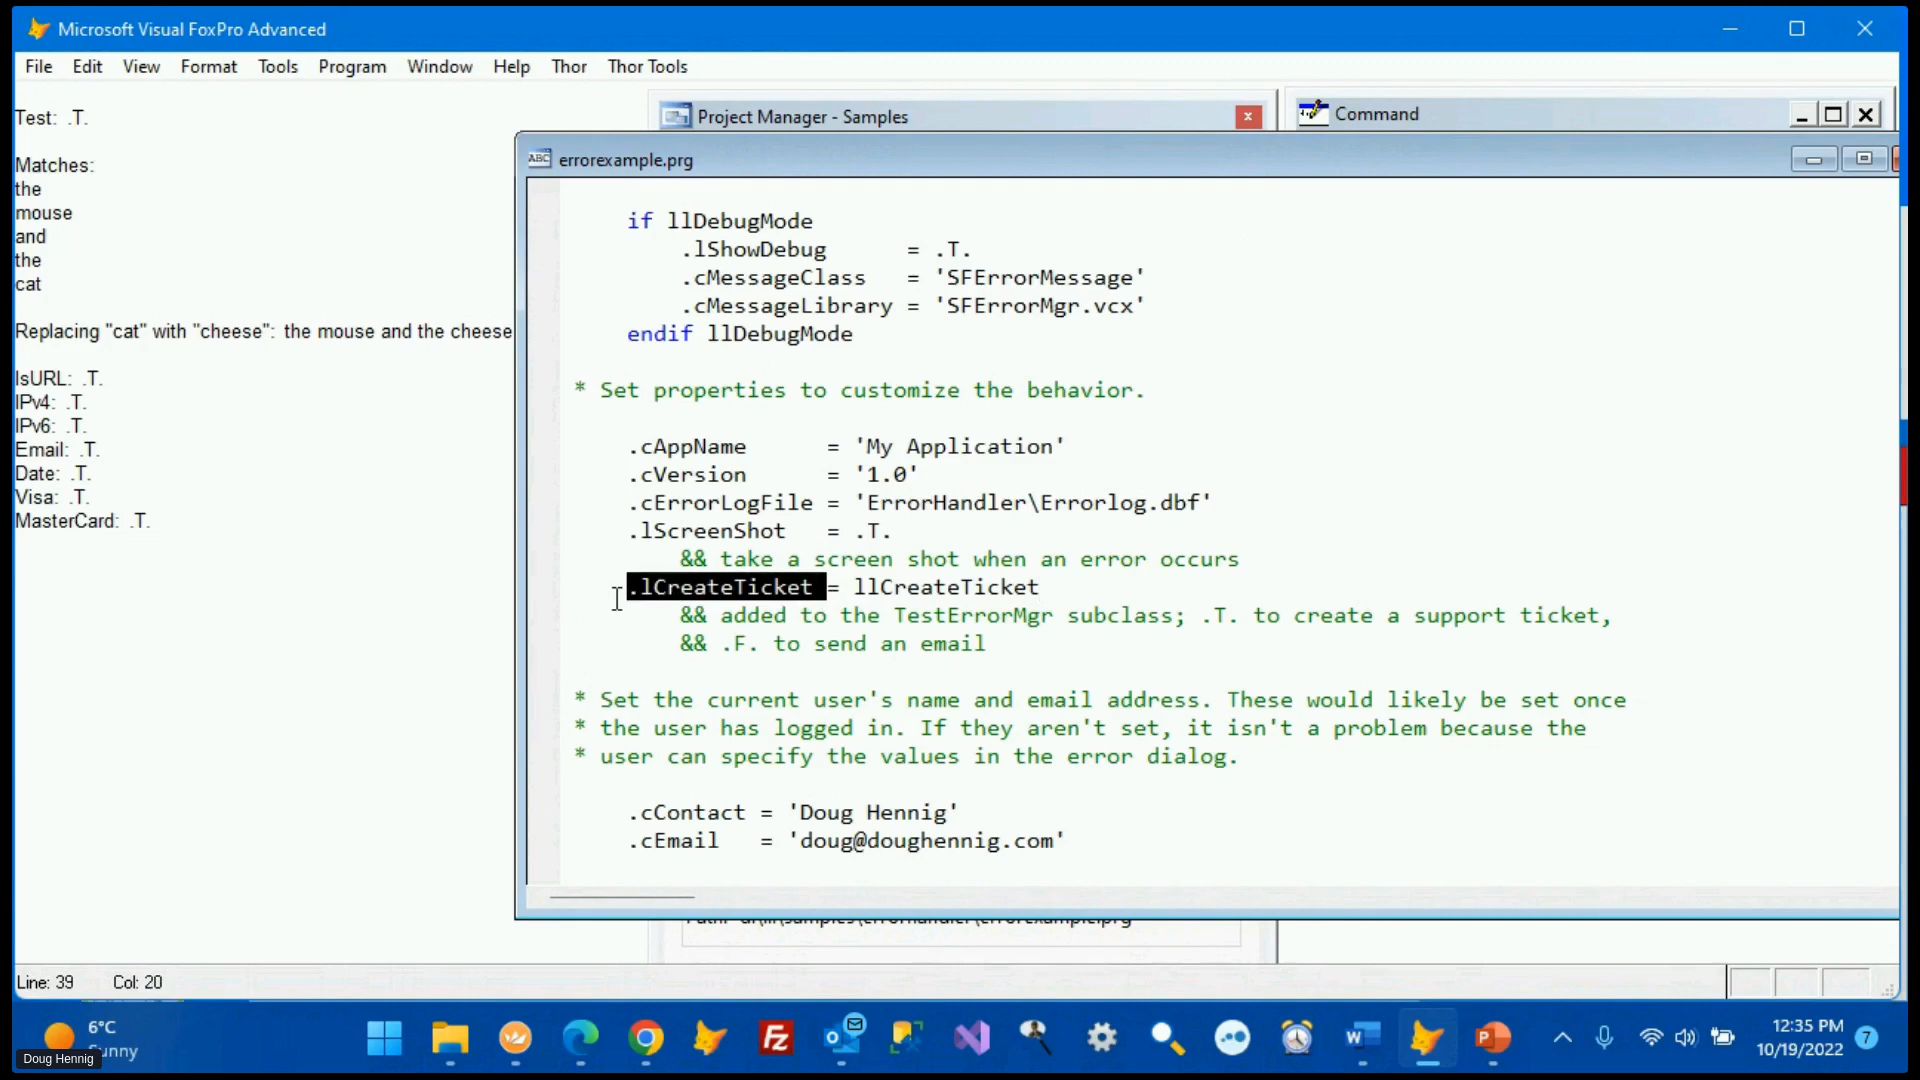 Microsoft Visual FoxPro Advanced
File Edit View Format Tools Program Window Help Thor Thor Tools
Test: .T.
Matches:
the
mouse
and
the
cat
Replacing "cat" with "cheese": the mouse and the cheese
IsURL: .T.
IPv4: .T.
IPv6: .T.
Email: .T.
Date: .T.
Visa: .T.
MasterCard: .T.
Project Manager - Samples
Command
errorexample.prg
if llDebugMode
.lShowDebug = .T.
.cMessageClass = 'SFErrorMessage'
.cMessageLibrary = 'SFErrorMgr.vcx'
endif llDebugMode
* Set properties to customize the behavior.
.cAppName = 'My Application'
.cVersion = '1.0'
.cErrorLogFile = 'ErrorHandler\Errorlog.dbf'
.lScreenShot = .T.
&& take a screen shot when an error occurs
.lCreateTicket = llCreateTicket
&& added to the TestErrorMgr subclass; .T. to create a support ticket,
&& .F. to send an email
* Set the current user's name and email address. These would likely be set once
* the user has logged in. If they aren't set, it isn't a problem because the
* user can specify the values in the error dialog.
.cContact = 'Doug Hennig'
.cEmail = 'doug@doughennig.com'
Line: 39 Col: 20
6°C
Sunny
Doug Hennig
12:35 PM
10/19/2022
7